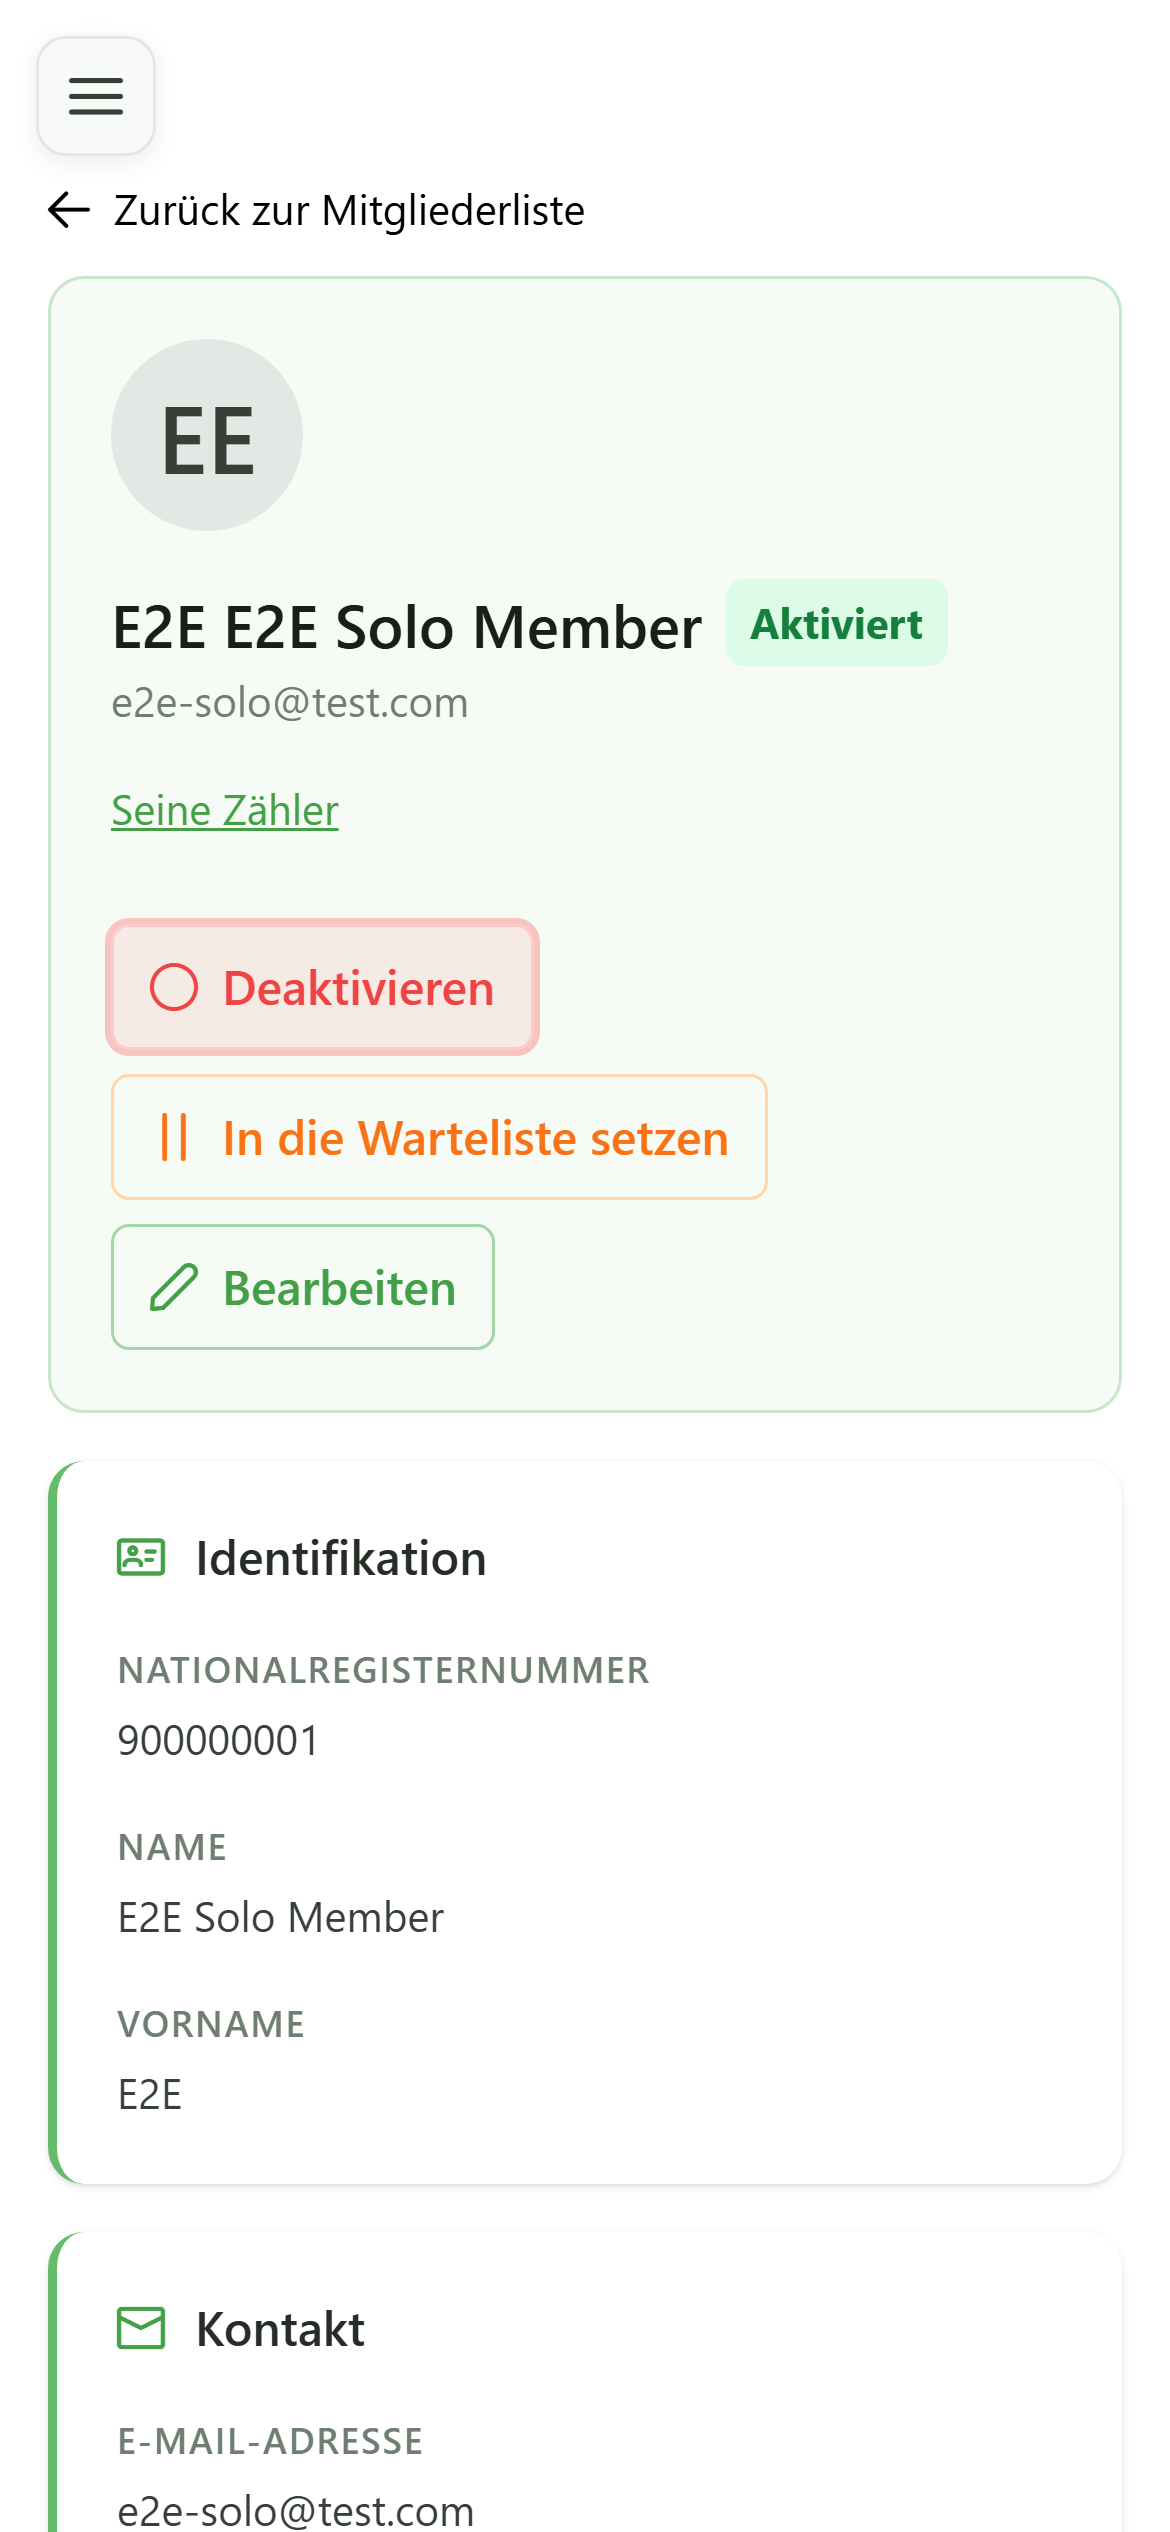 Zurück zur Mitgliederliste
EE
E2E E2E Solo Member Aktiviert
e2e-solo@test.com
Seine Zähler
Deaktivieren
In die Warteliste setzen
Bearbeiten
Identifikation
NATIONALREGISTERNUMMER
900000001
NAME
E2E Solo Member
VORNAME
E2E
Kontakt
E-MAIL-ADRESSE
e2e-solo@test.com